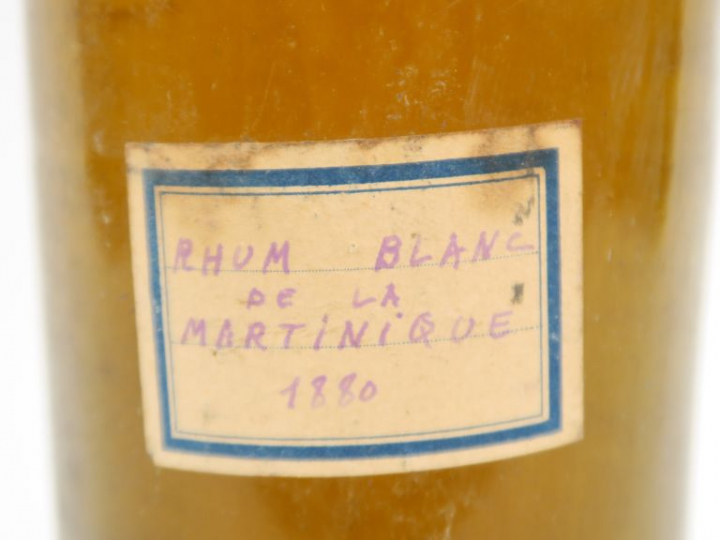 RHUM BLANC
DE LA
MARTiNiQUE
1880